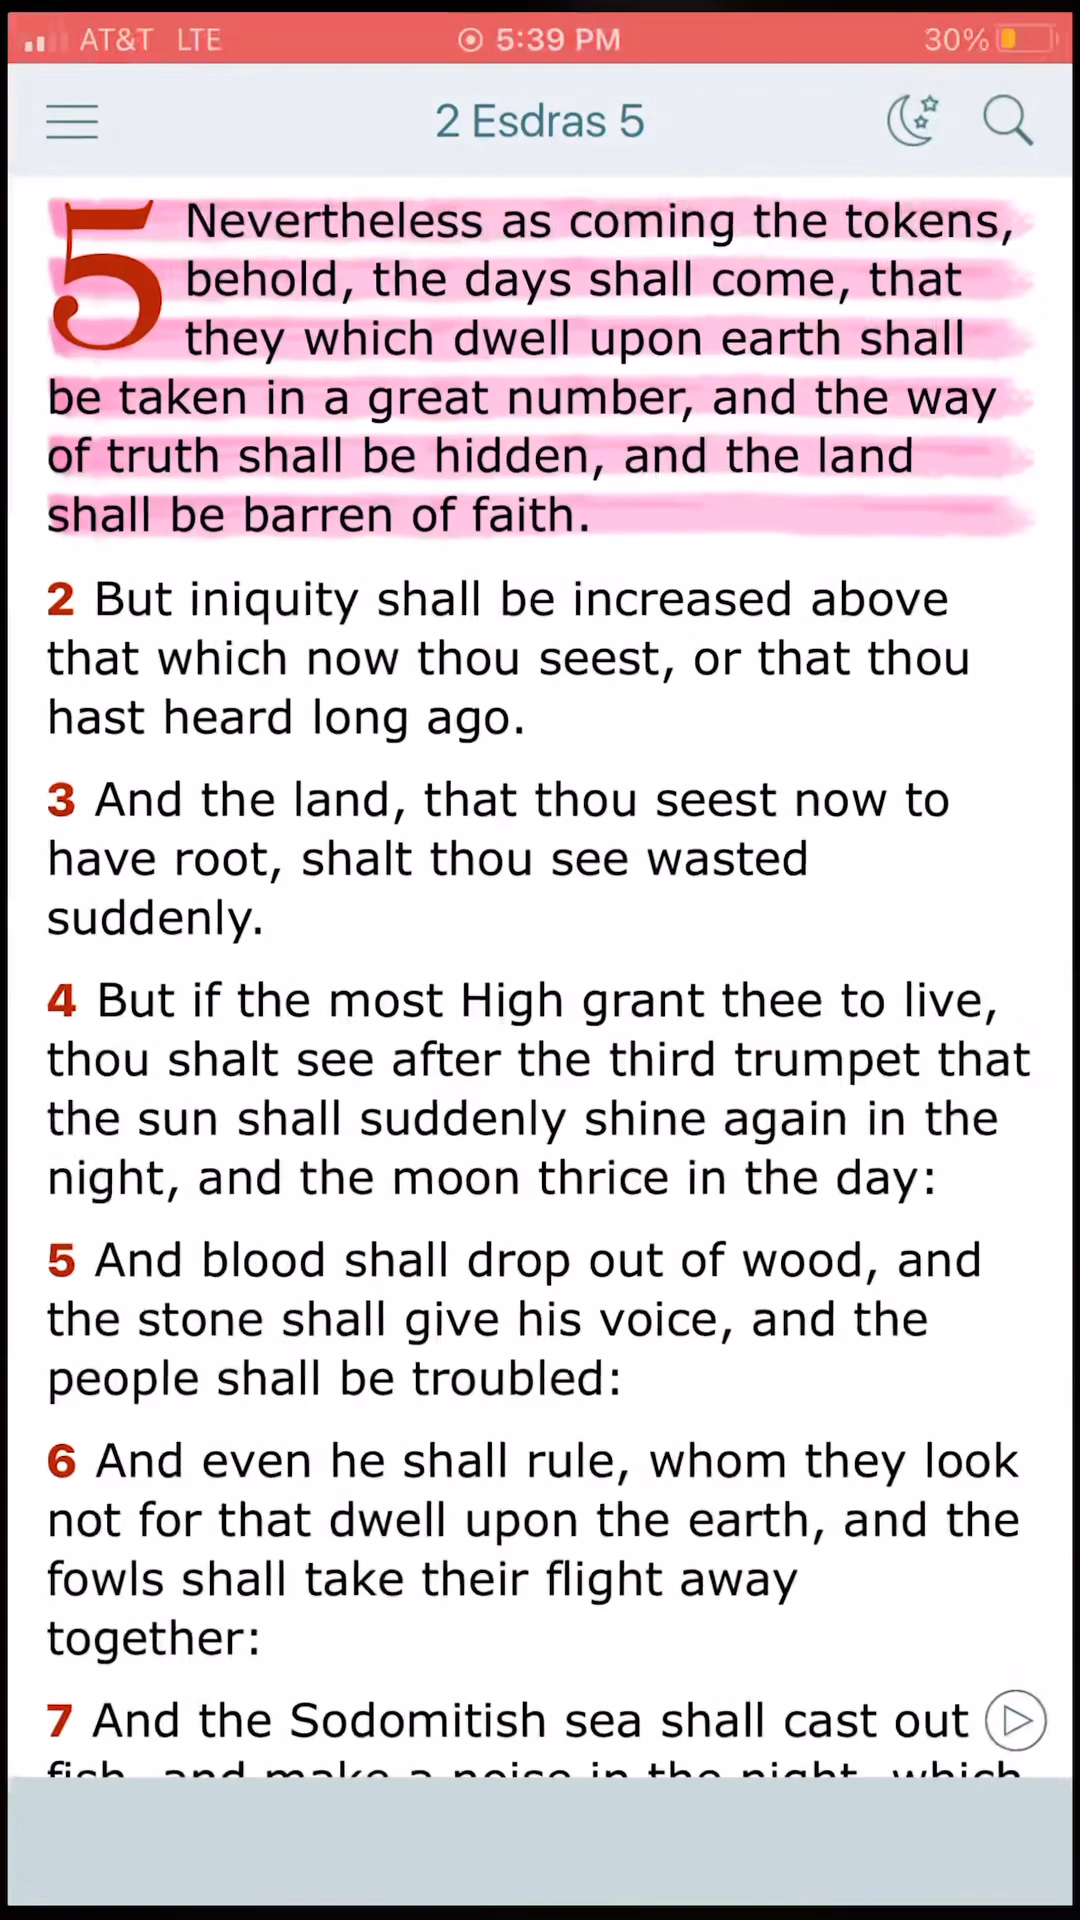 AT&T LTE 5:39 PM 30%
2 Esdras 5
5 Nevertheless as coming the tokens,
behold, the days shall come, that
they which dwell upon earth shall
be taken in a great number, and the way
of truth shall be hidden, and the land
shall be barren of faith.
2 But iniquity shall be increased above
that which now thou seest, or that thou
hast heard long ago.
3 And the land, that thou seest now to
have root, shalt thou see wasted
suddenly.
4 But if the most High grant thee to live,
thou shalt see after the third trumpet that
the sun shall suddenly shine again in the
night, and the moon thrice in the day:
5 And blood shall drop out of wood, and
the stone shall give his voice, and the
people shall be troubled:
6 And even he shall rule, whom they look
not for that dwell upon the earth, and the
fowls shall take their flight away
together:
7 And the Sodomitish sea shall cast out
fish, and make a noise in the night, which